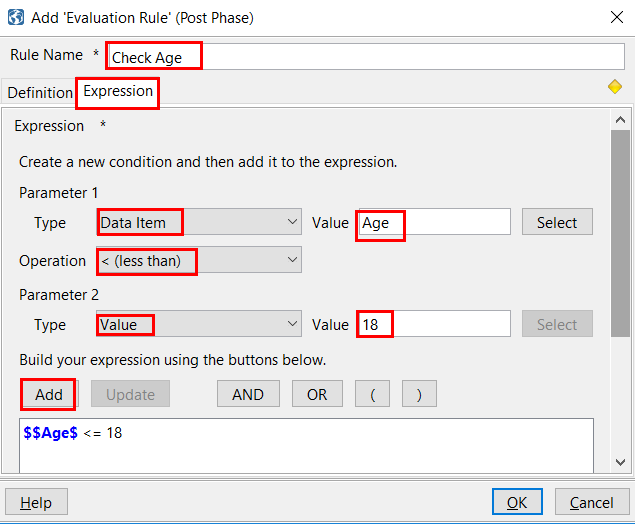 Add 'Evaluation Rule' (Post Phase)
Rule Name * Check Age
Definition Expression
Expression *
Create a new condition and then add it to the expression.
Parameter 1
Type Data Item Value Age Select
Operation < (less than)
Parameter 2
Type Value Value 18 Select
Build your expression using the buttons below.
Add Update AND OR ( )
$$Age$ <= 18
Help OK Cancel